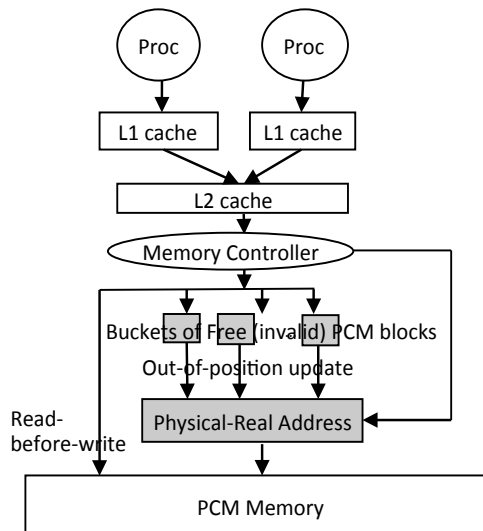 Proc
Proc
L1 cache
L1 cache
L2 cache
Memory Controller
Buckets of Free (invalid) PCM blocks
Out-of-position update
Physical-Real Address
Read-
before-write
PCM Memory